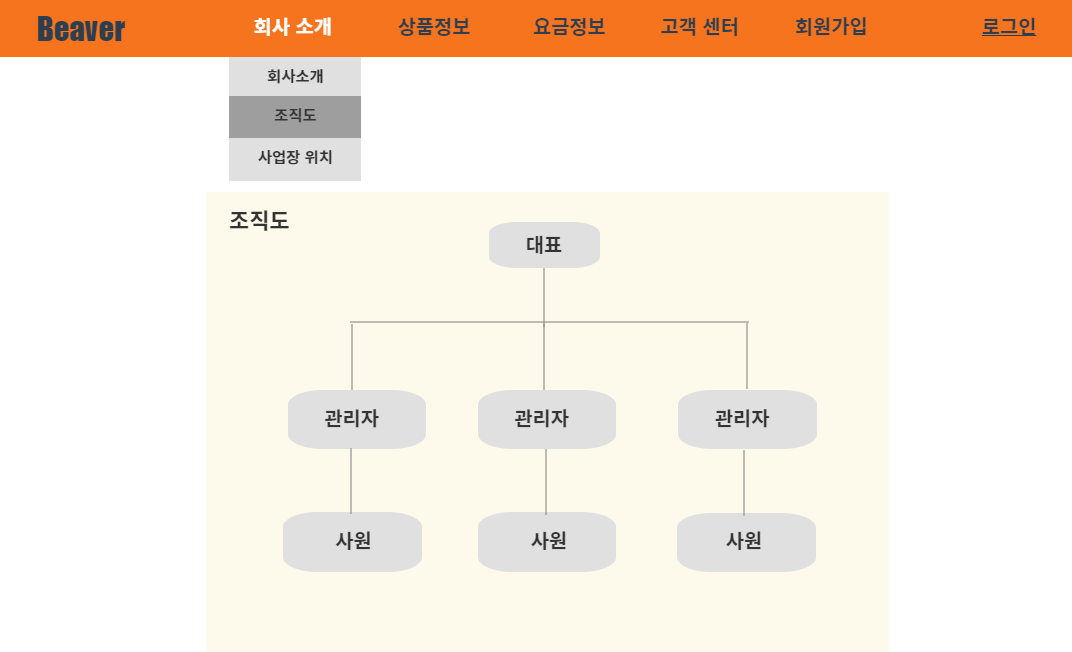 Beaver 회사 소개 상품정보 요금정보 고객 센터 회원가입 로그인
회사소개
조직도
사업장 위치
조직도
대표
관리자 관리자 관리자
사원 사원 사원